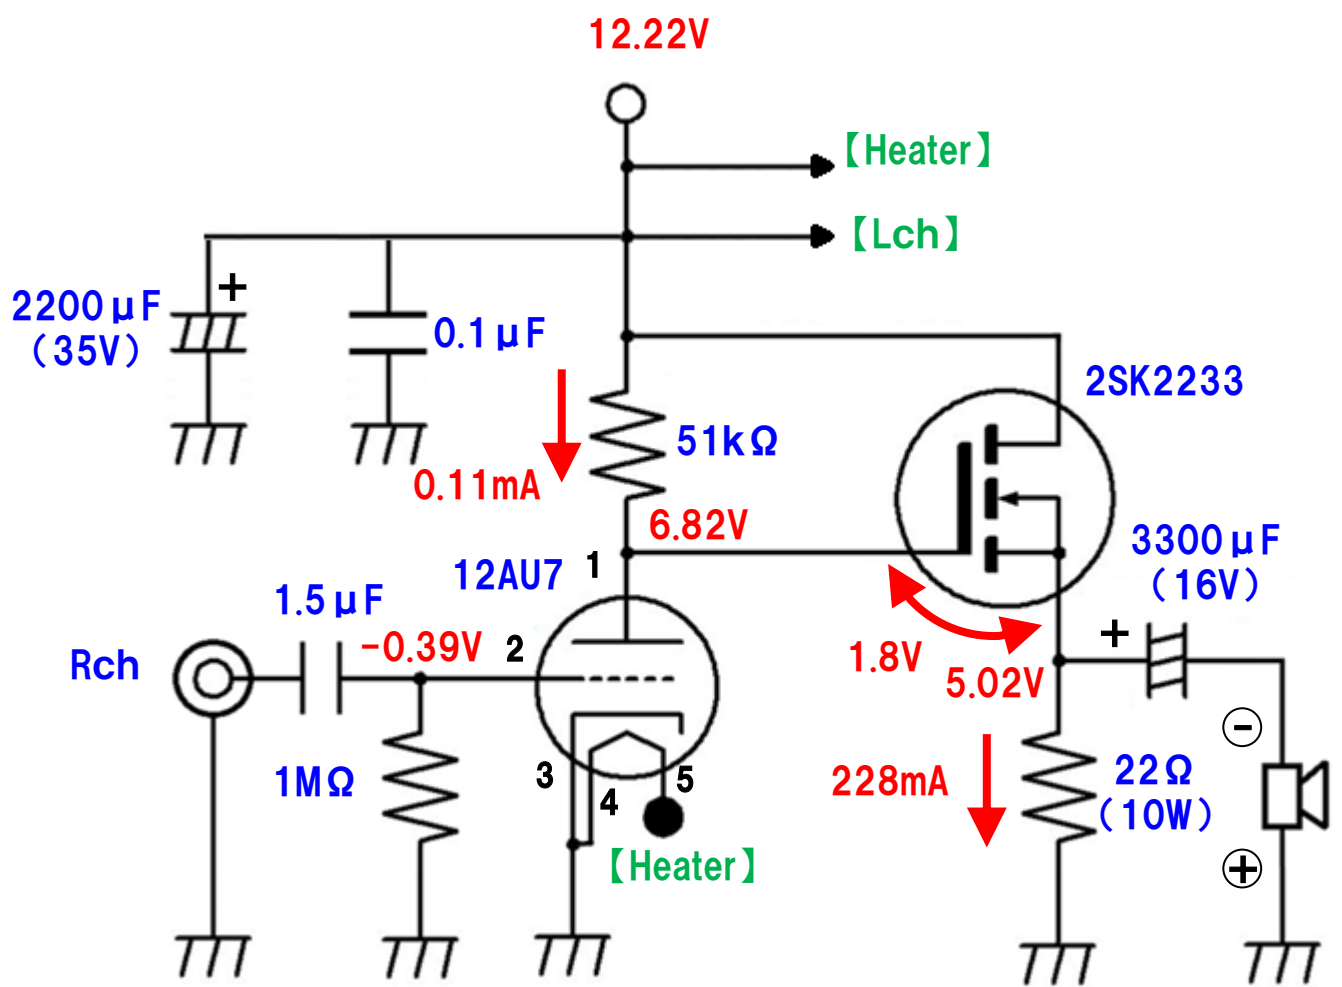 12.22V
【Heater】
【Lch】
+
2200μF
(35V)
0.1μF
2SK2233
51kΩ
0.11mA
6.82V
1
12AU7
3300μF
(16V)
1.5μF
+
-0.39V
2
1.8V
Rch
5.02V
-
3
5
1MΩ
4
228mA
22Ω
(10W)
【Heater】
+